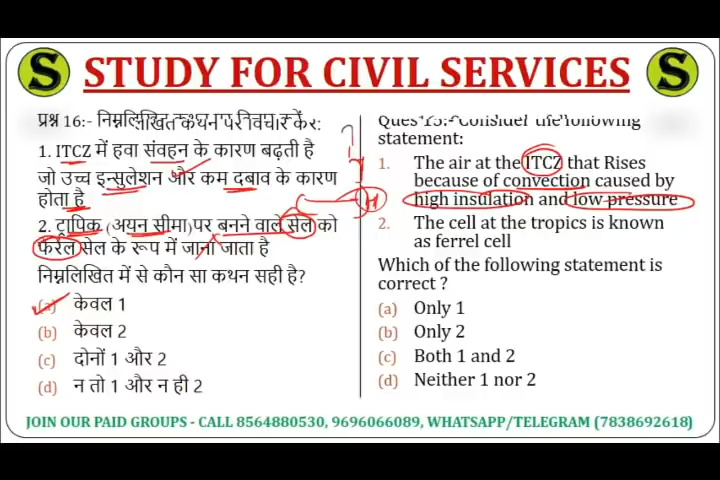 S STUDY FOR CIVIL SERVICES S
प्रश्न 16:- निम्नलिखित कथन पर विचार करें:
1. ITCZ में हवा संवहन के कारण बढ़ती है
जो उच्च इन्सुलेशन और कम दबाव के कारण
होता है
2. ट्रापिक (अयन सीमा)पर बनने वाले सेल को
फेरल सेल के रूप में जाना जाता है
निम्नलिखित में से कौन सा कथन सही है?
(a) केवल 1
(b) केवल 2
(c) दोनों 1 और 2
(d) न तो 1 और न ही 2
Consider the following
statement:
1. The air at the ITCZ that Rises
because of convection caused by
high insulation and low pressure
2. The cell at the tropics is known
as ferrel cell
Which of the following statement is
correct ?
(a) Only 1
(b) Only 2
(c) Both 1 and 2
(d) Neither 1 nor 2
JOIN OUR PAID GROUPS - CALL 8564880530, 9696066089, WHATSAPP/TELEGRAM (7838692618)